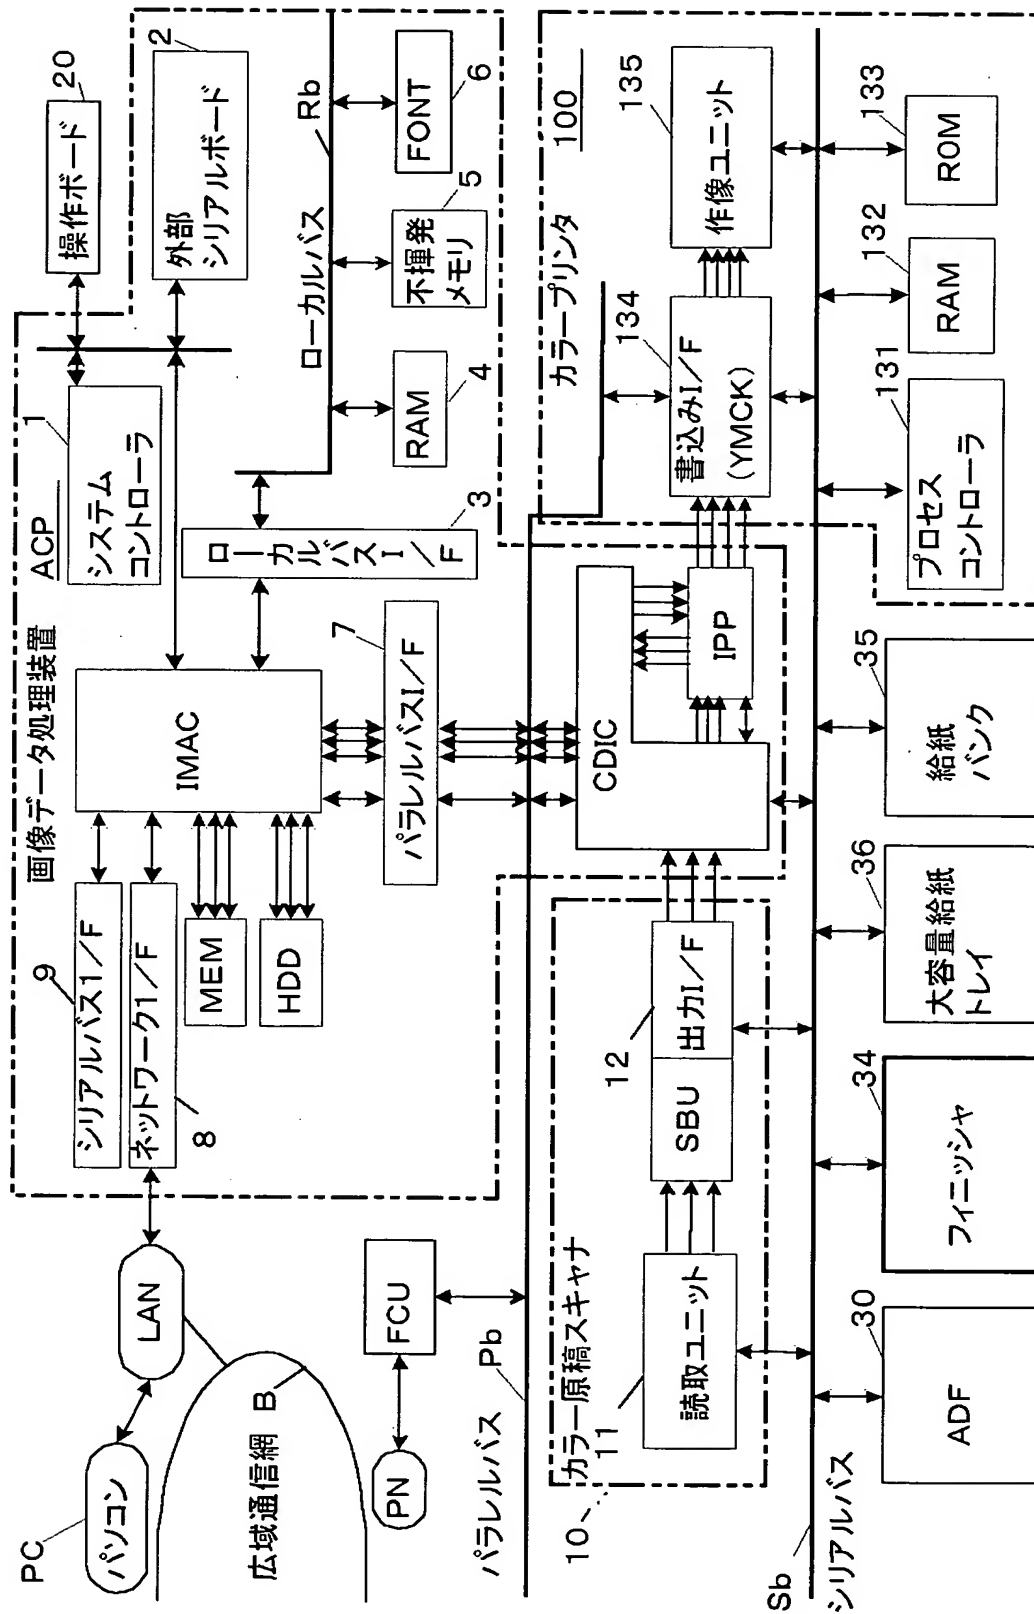 PC
パソコン
LAN
広域通信網 B
PN
FCU
画像データ処理装置
ACP
9
シリアルバス1/F
ネットワーク1/F
8
MEM
HDD
IMAC
1
システム
コントローラ
操作ボード
20
外部
シリアルボード
2
ローカルバス
I/F
3
ローカルバス
Rb
RAM
4
不揮発
メモリ
5
FONT
6
7
パラレルバスI/F
パラレルバス
Pb
カラー原稿スキャナ
10
11
読取ユニット
SBU
12
出力I/F
CDIC
IPP
カラープリンタ
100
134
書込みI/F
(YMCK)
135
作像ユニット
Sb
シリアルバス
ADF
30
フィニッシャ
34
大容量給紙
トレイ
36
給紙
バンク
35
プロセス
コントローラ
131
RAM
132
ROM
133